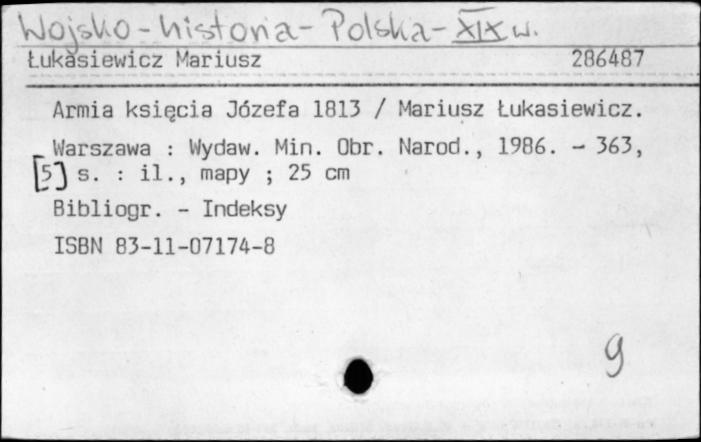 Wojsko - historia - Polska - XIX w.
Łukasiewicz Mariusz 286487
Armia księcia Józefa 1813 / Mariusz Łukasiewicz.
Warszawa : Wydaw. Min. Obr. Narod., 1986. - 363,
[5] s. : il., mapy ; 25 cm
Bibliogr. - Indeksy
ISBN 83-11-07174-8
9